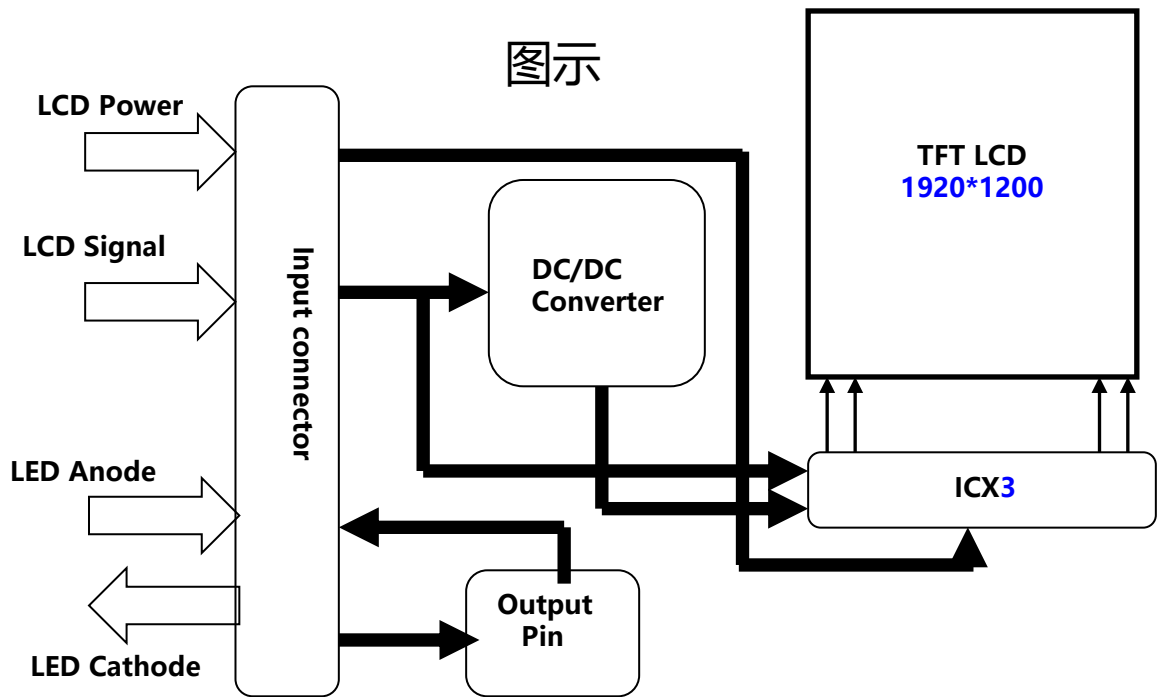 图示
LCD Power
TFT LCD
1920*1200
LCD Signal
Input connector
DC/DC
Converter
LED Anode
ICX3
Output
Pin
LED Cathode